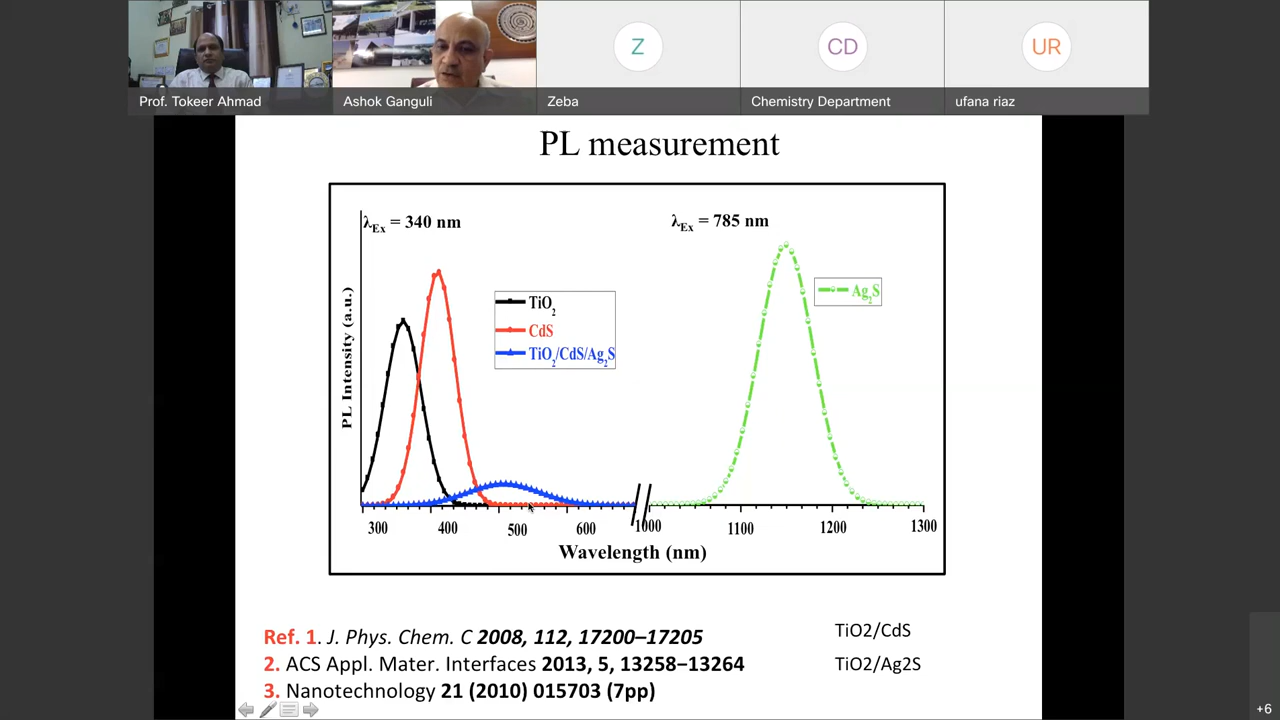 Z
CD
UR
Prof. Tokeer Ahmad
Ashok Ganguli
Zeba
Chemistry Department
ufana riaz
PL measurement
λEx = 340 nm
λEx = 785 nm
TiO2
CdS
TiO2/CdS/Ag2S
Ag2S
PL Intensity (a.u.)
300 400 500 600 1000 1100 1200 1300
Wavelength (nm)
Ref. 1. J. Phys. Chem. C 2008, 112, 17200–17205
2. ACS Appl. Mater. Interfaces 2013, 5, 13258–13264
3. Nanotechnology 21 (2010) 015703 (7pp)
TiO2/CdS
TiO2/Ag2S
+6